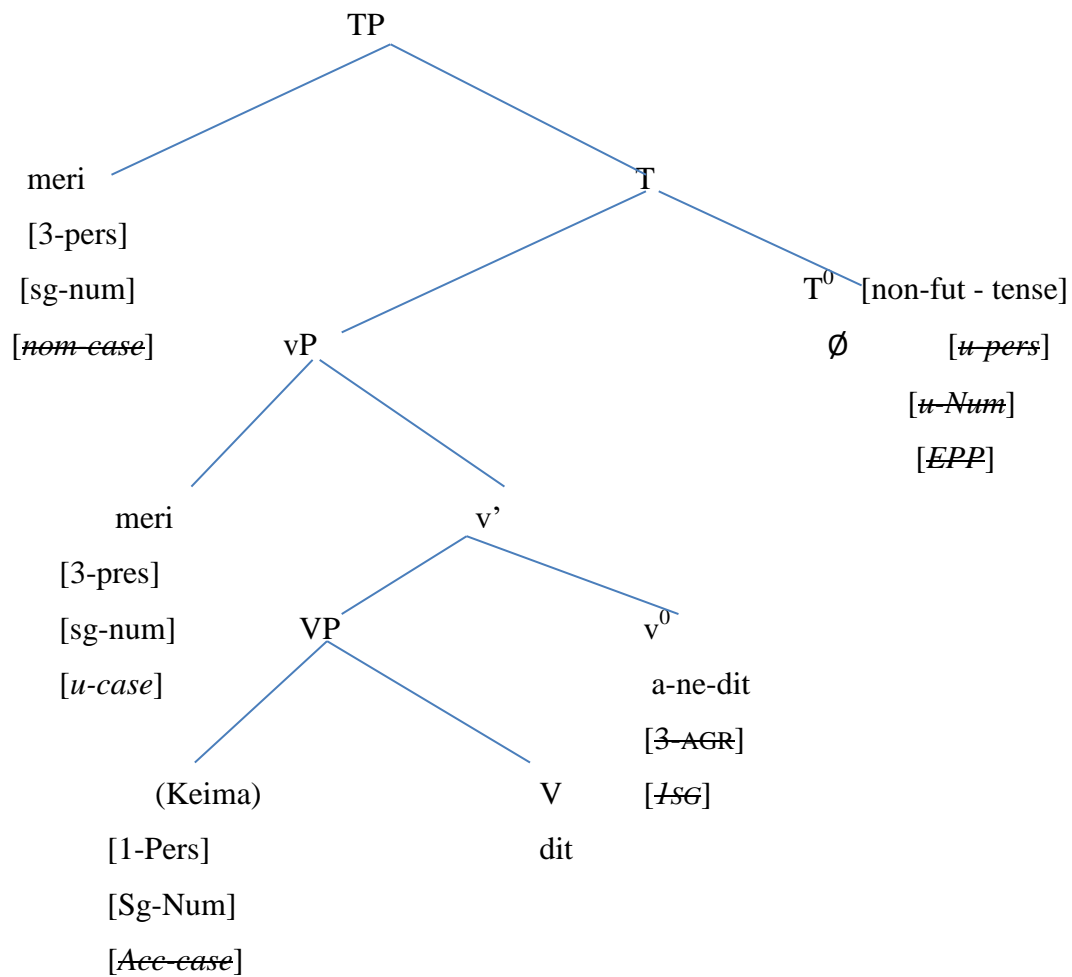 TP
meri T
[3-pers]
[sg-num] T⁰ [non-fut - tense]
[nom-case] vP Ø [u-pers]
[u-Num]
[EPP]
meri v’
[3-pres]
[sg-num] VP v⁰
[u-case] a-ne-dit
[3-AGR]
(Keima) V [1SG]
[1-Pers] dit
[Sg-Num]
[Acc-case]